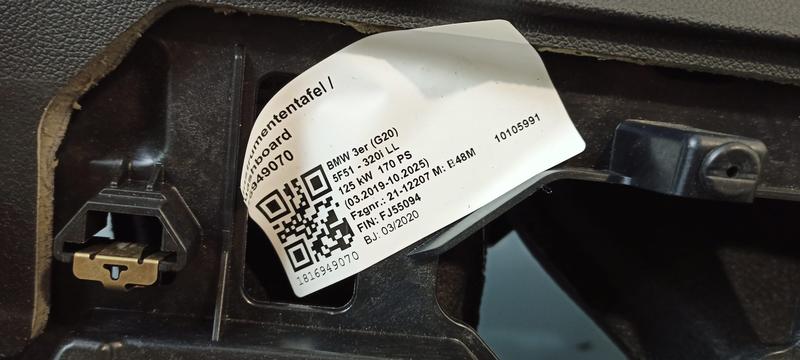 umententafel /
nboard
949070
BMW 3er (G20)
5F51 - 320i LL
125 kW 170 PS
(03.2019-10.2025)
Fzgnr.: 21-12207 M: B48M
10105991
FIN: FJ55094
BJ: 03/2020
1816949070